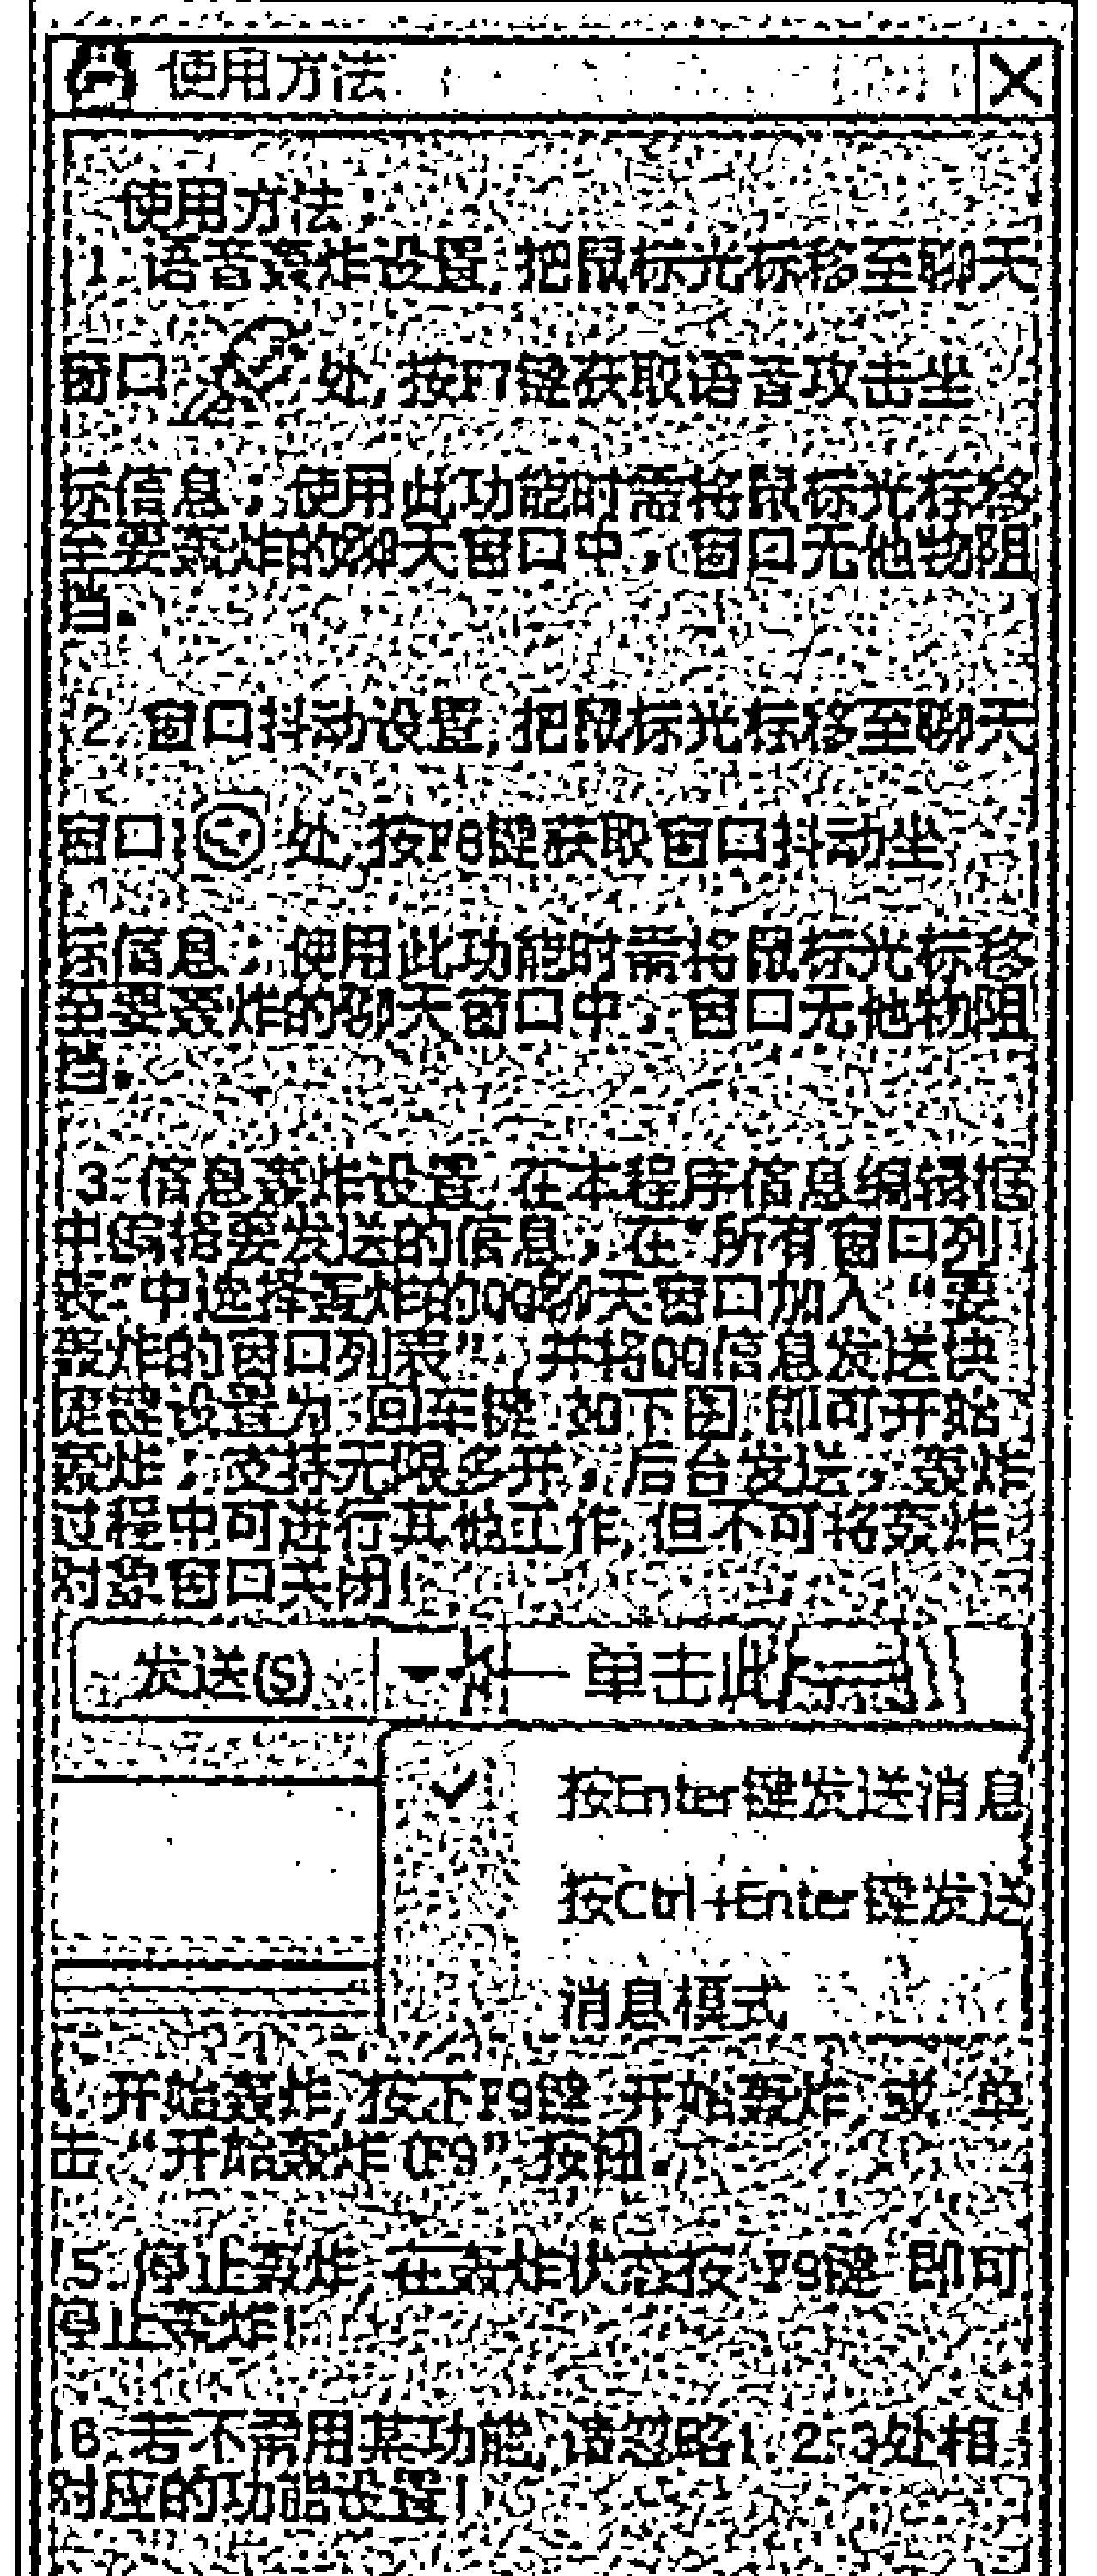 使用方法
使用方法：
1. 语音轰炸设置,把鼠标光标移至聊天
窗口 处,按F7键获取语音攻击坐
标信息；使用此功能时需将鼠标光标移
至要轰炸的聊天窗口中，窗口无他物阻
挡.
2. 窗口抖动设置,把鼠标光标移至聊天
窗口 处,按F8键获取窗口抖动坐
标信息；使用此功能时需将鼠标光标移
至要轰炸的聊天窗口中，窗口无他物阻
挡.
3. 信息轰炸设置,在本程序信息编辑框
中编辑要发送的信息，在“所有窗口列
表”中选择要炸的QQ聊天窗口加入“要
轰炸的窗口列表”，并将QQ信息发送快
捷键设置为 回车键 如下图,即可开始
轰炸；支持无限多开，后台发送，轰炸
过程中可进行其他工作,但不可将轰炸
对象窗口关闭!
发送(S) 单击此
按Enter键发送消息
按Ctrl+Enter键发送
消息模式
4. 开始轰炸,按下F9键 开始轰炸,或 单
击“开始轰炸(F9)”按钮.
5. 停止轰炸,在轰炸状态按 F9键 即可
停止轰炸!
6.若不需用某功能,请忽略1.2.3处相
对应的功能设置!